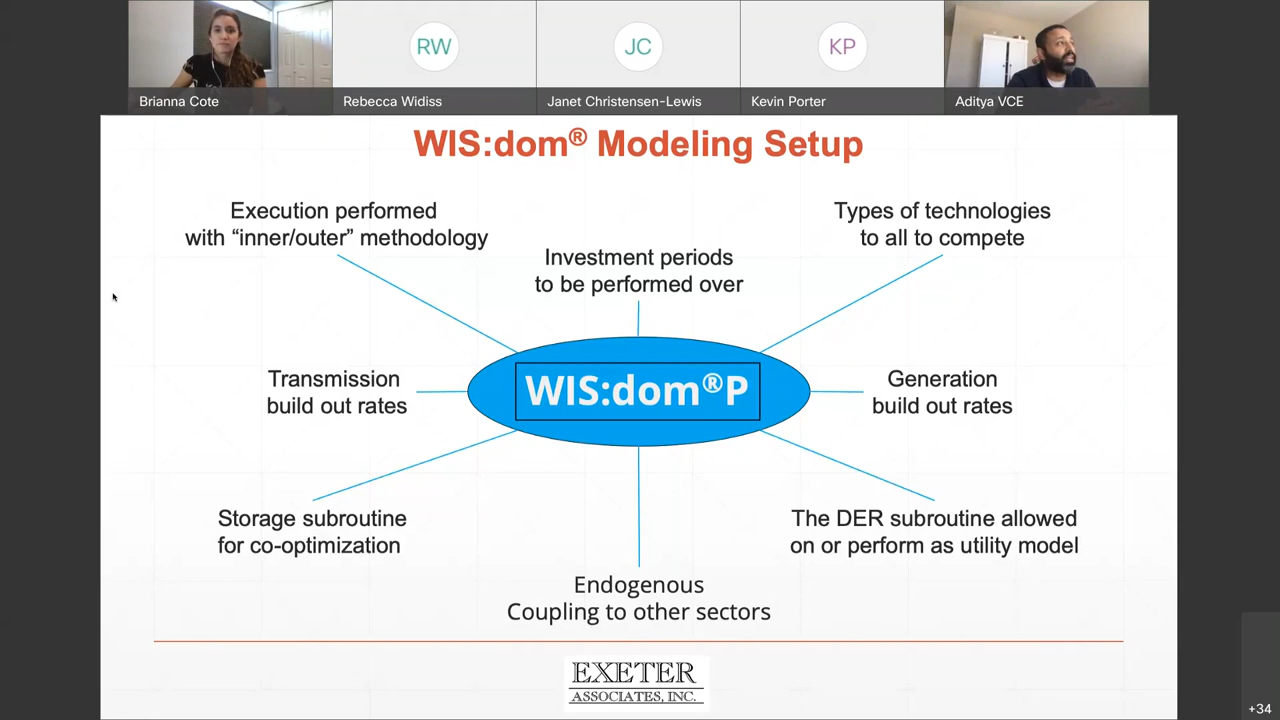 RW
JC
KP
Brianna Cote
Rebecca Widiss
Janet Christensen-Lewis
Kevin Porter
Aditya VCE
WIS:dom® Modeling Setup
Execution performed
with “inner/outer” methodology
Investment periods
to be performed over
Types of technologies
to all to compete
Transmission
build out rates
WIS:dom®P
Generation
build out rates
Storage subroutine
for co-optimization
The DER subroutine allowed
on or perform as utility model
Endogenous
Coupling to other sectors
EXETER
ASSOCIATES, INC.
+34